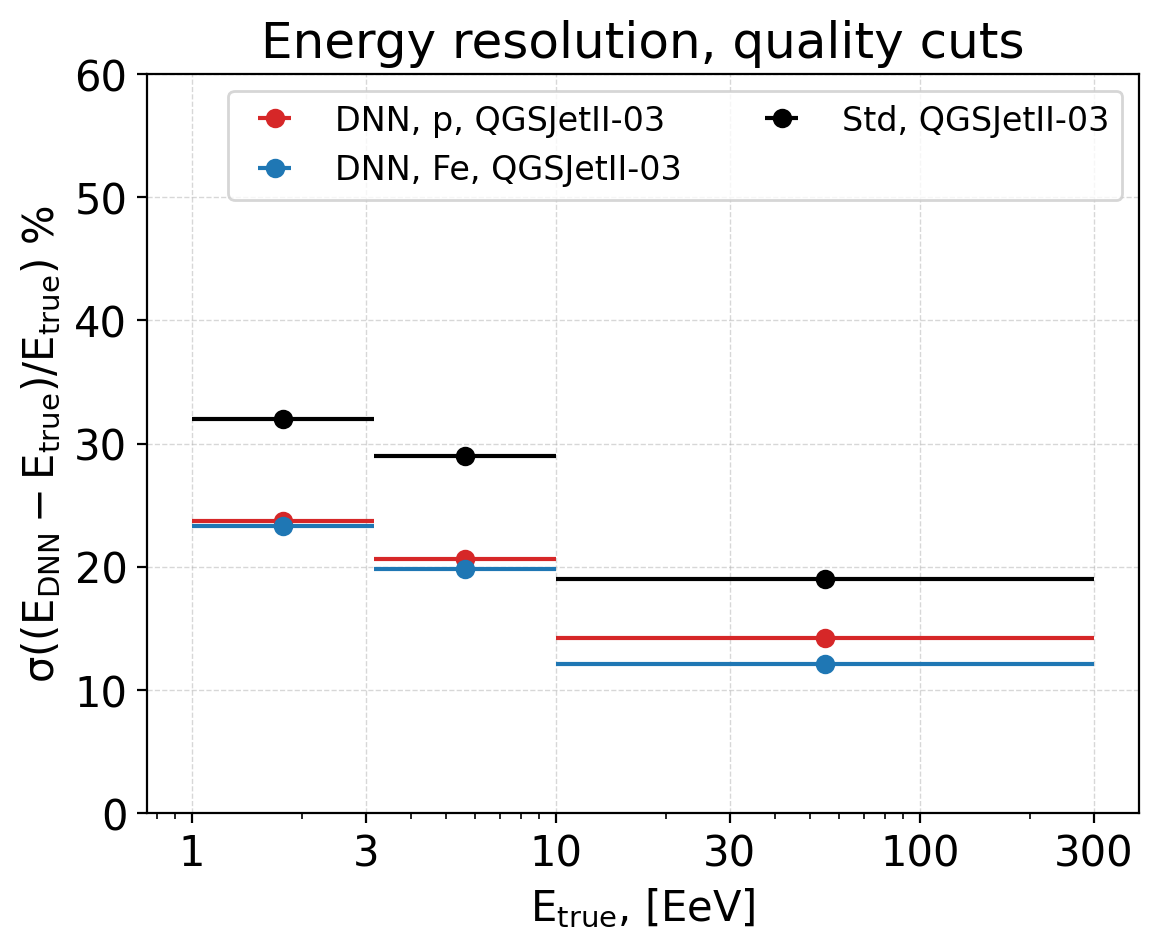 Energy resolution, quality cuts
DNN, p, QGSJetII-03
DNN, Fe, QGSJetII-03
Std, QGSJetII-03
σ((E_DNN − E_true)/E_true) %
60
50
40
30
20
10
0
1 3 10 30 100 300
E_true, [EeV]